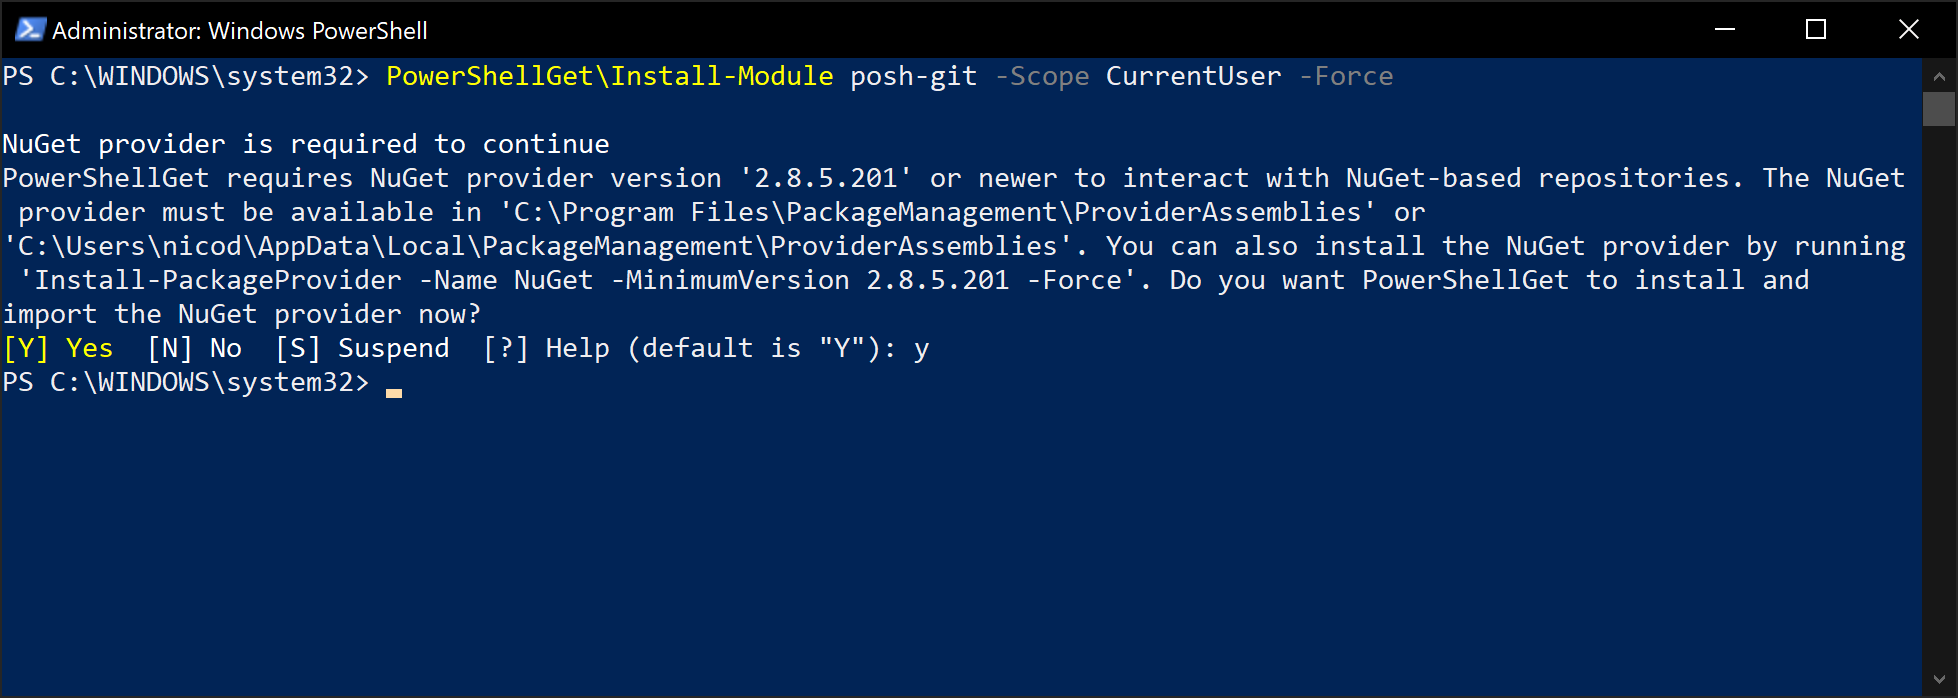 Administrator: Windows PowerShell
PS C:\WINDOWS\system32> PowerShellGet\Install-Module posh-git -Scope CurrentUser -Force
NuGet provider is required to continue
PowerShellGet requires NuGet provider version '2.8.5.201' or newer to interact with NuGet-based repositories. The NuGet
provider must be available in 'C:\Program Files\PackageManagement\ProviderAssemblies' or
'C:\Users\nicod\AppData\Local\PackageManagement\ProviderAssemblies'. You can also install the NuGet provider by running
'Install-PackageProvider -Name NuGet -MinimumVersion 2.8.5.201 -Force'. Do you want PowerShellGet to install and
import the NuGet provider now?
[Y] Yes  [N] No  [S] Suspend  [?] Help (default is "Y"): y
PS C:\WINDOWS\system32>